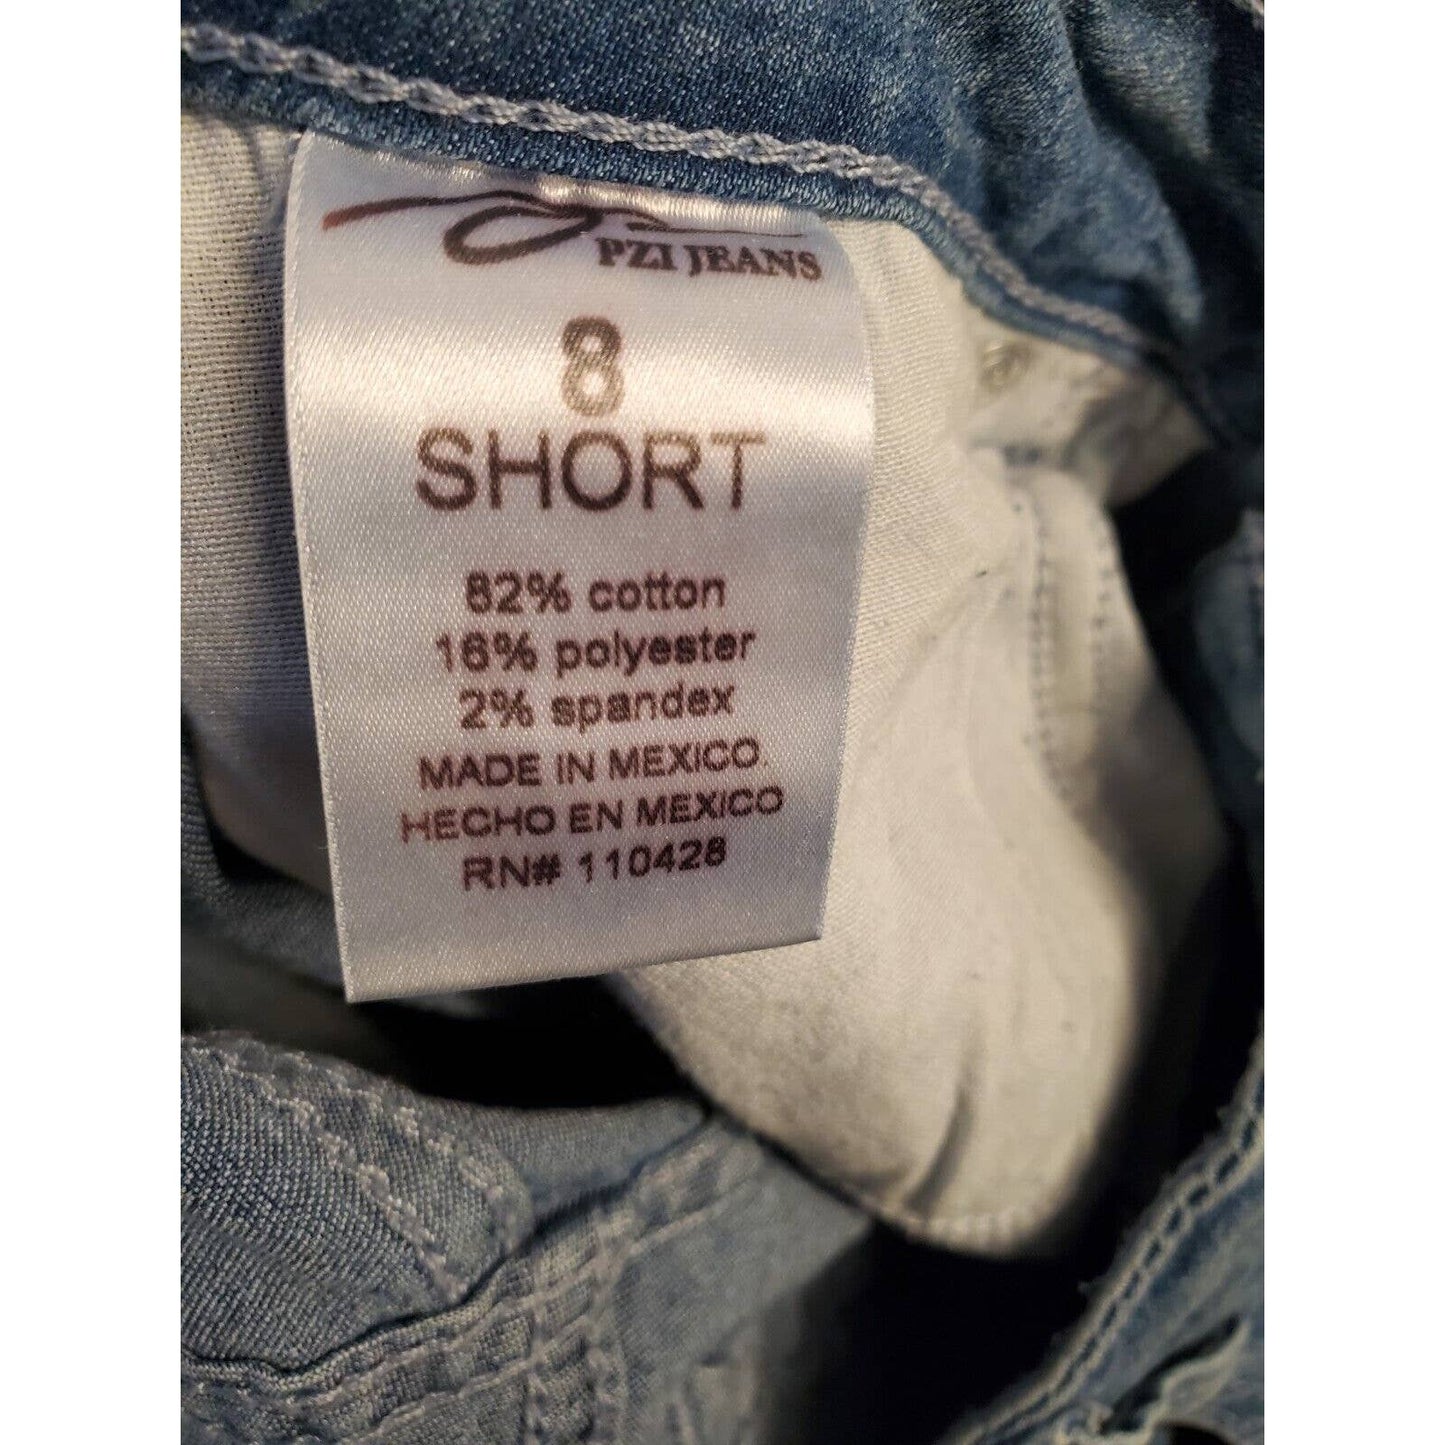 PZI JEANS
8
SHORT
82% cotton
16% polyester
2% spandex
MADE IN MEXICO
HECHO EN MEXICO
RN# 110428